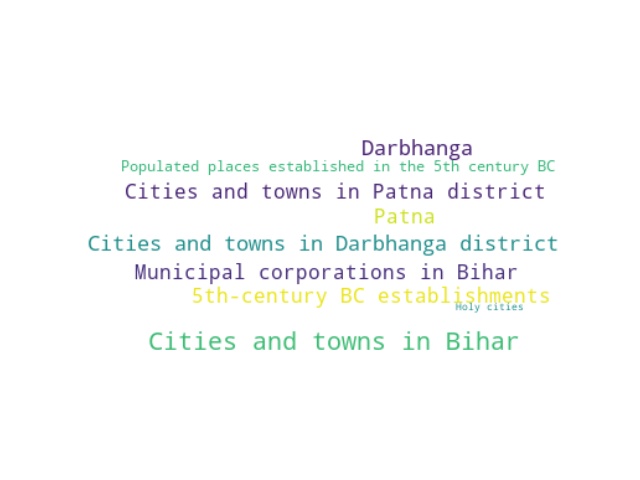 Darbhanga
Populated places established in the 5th century BC
Cities and towns in Patna district
Patna
Cities and towns in Darbhanga district
Municipal corporations in Bihar
5th-century BC establishments
Holy cities
Cities and towns in Bihar